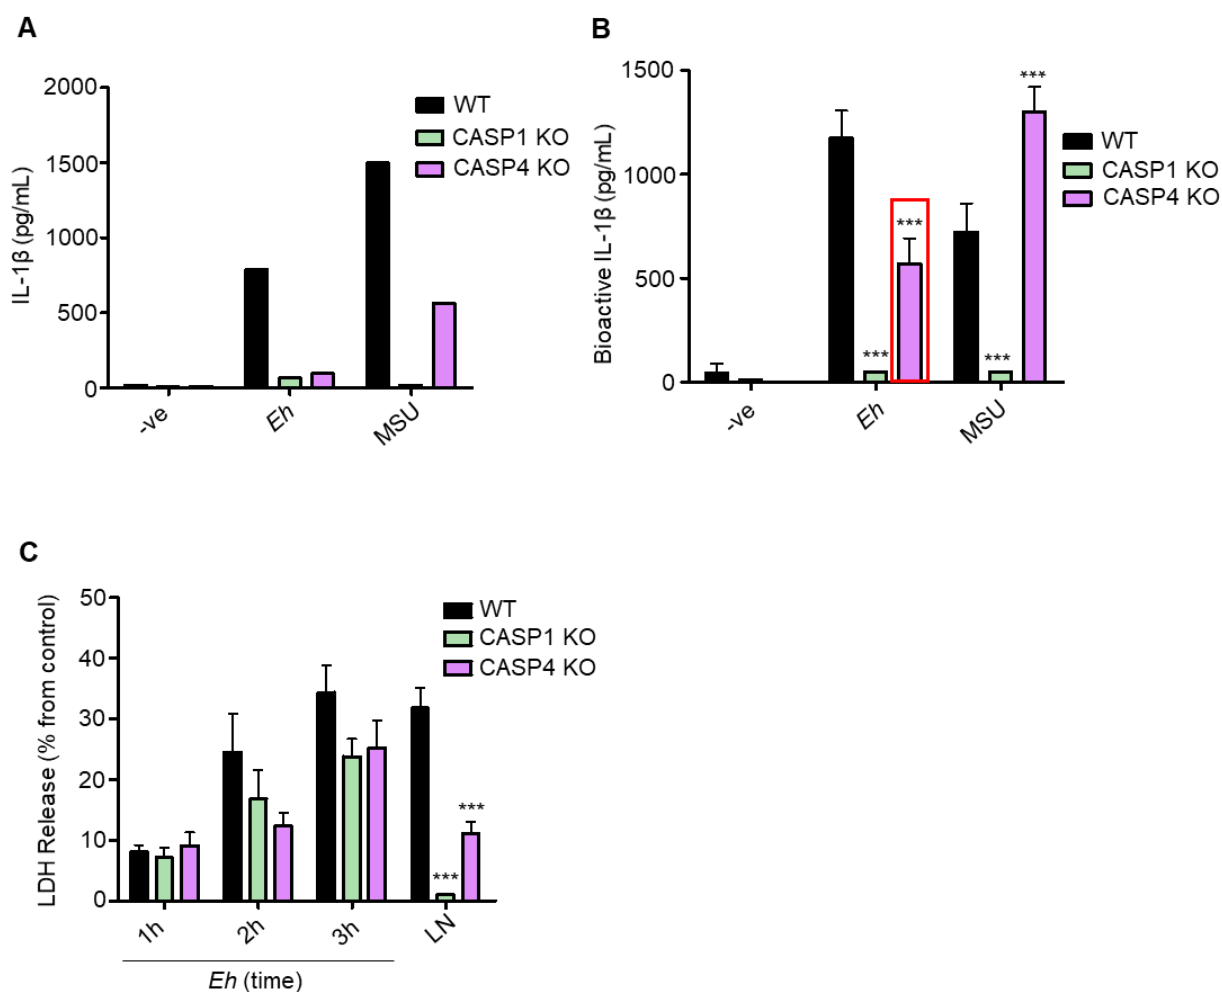 A
IL-1β (pg/mL)
2000
1500
1000
500
0
-ve
Eh
MSU
WT
CASP1 KO
CASP4 KO
B
Bioactive IL-1β (pg/mL)
1500
1000
500
0
***
***
***
***
-ve
Eh
MSU
WT
CASP1 KO
CASP4 KO
C
LDH Release (% from control)
50
40
30
20
10
0
***
***
1h
2h
3h
LN
Eh (time)
WT
CASP1 KO
CASP4 KO